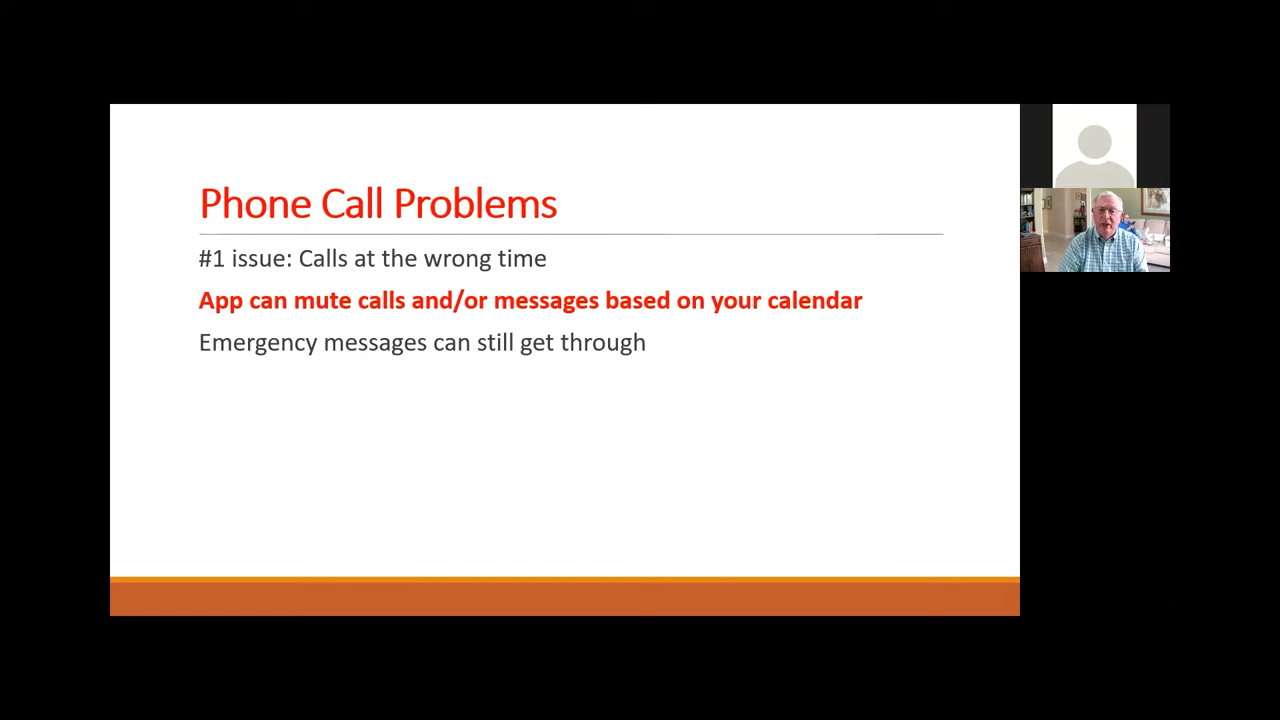 Phone Call Problems
#1 issue: Calls at the wrong time
App can mute calls and/or messages based on your calendar
Emergency messages can still get through